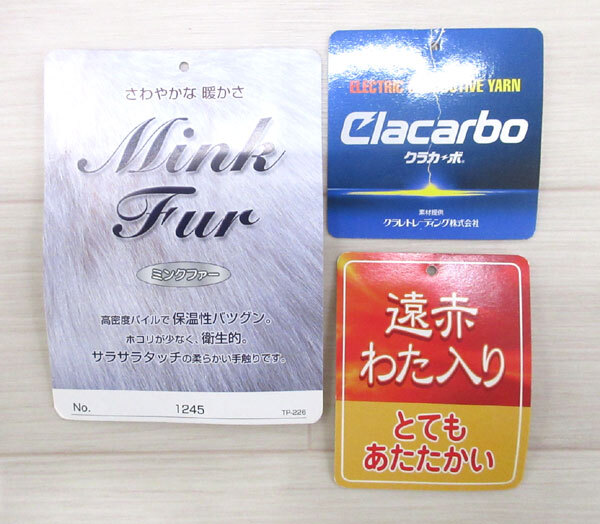 さわやかな 暖かさ
Mink
Fur
ミンクファー
高密度パイルで保温性バツグン。
ホコリが少なく、衛生的。
サラサラタッチの柔らかい手触りです。
No. 1245 TP-226
ELECTRIC CONDUCTIVE YARN
Clacarbo
クラカーボ®
素材提供
クラレトレーディング株式会社
遠赤
わた入り
とても
あたたかい